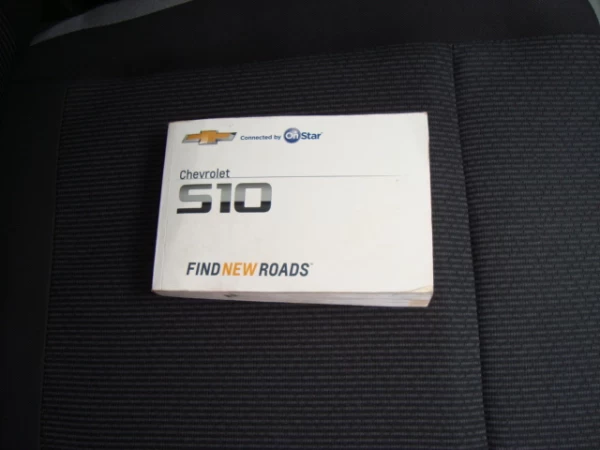 Connected by OnStar
Chevrolet
S10
FIND NEW ROADS